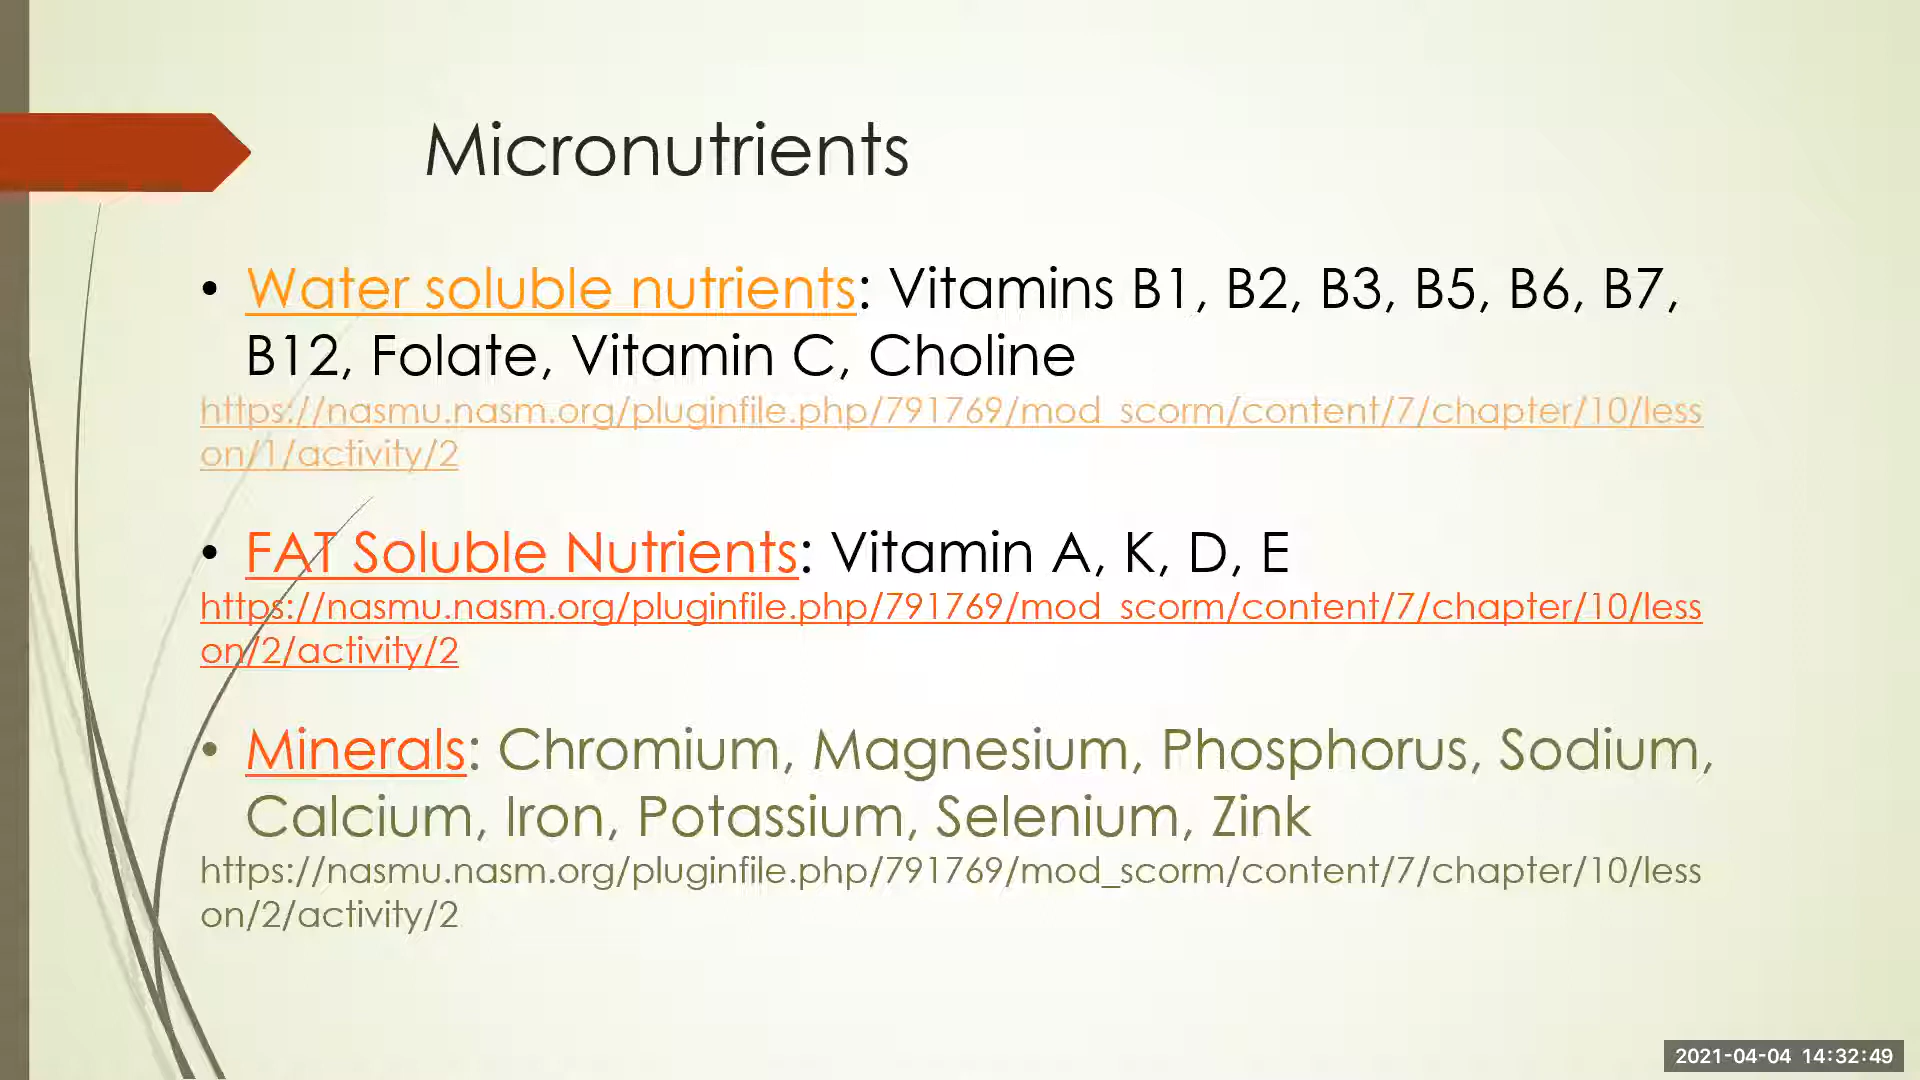 Micronutrients
• Water soluble nutrients: Vitamins B1, B2, B3, B5, B6, B7,
B12, Folate, Vitamin C, Choline
https://nasmu.nasm.org/pluginfile.php/791769/mod_scorm/content/7/chapter/10/less
on/1/activity/2
• FAT Soluble Nutrients: Vitamin A, K, D, E
https://nasmu.nasm.org/pluginfile.php/791769/mod_scorm/content/7/chapter/10/less
on/2/activity/2
• Minerals: Chromium, Magnesium, Phosphorus, Sodium,
Calcium, Iron, Potassium, Selenium, Zink
https://nasmu.nasm.org/pluginfile.php/791769/mod_scorm/content/7/chapter/10/less
on/2/activity/2
2021-04-04 14:32:49